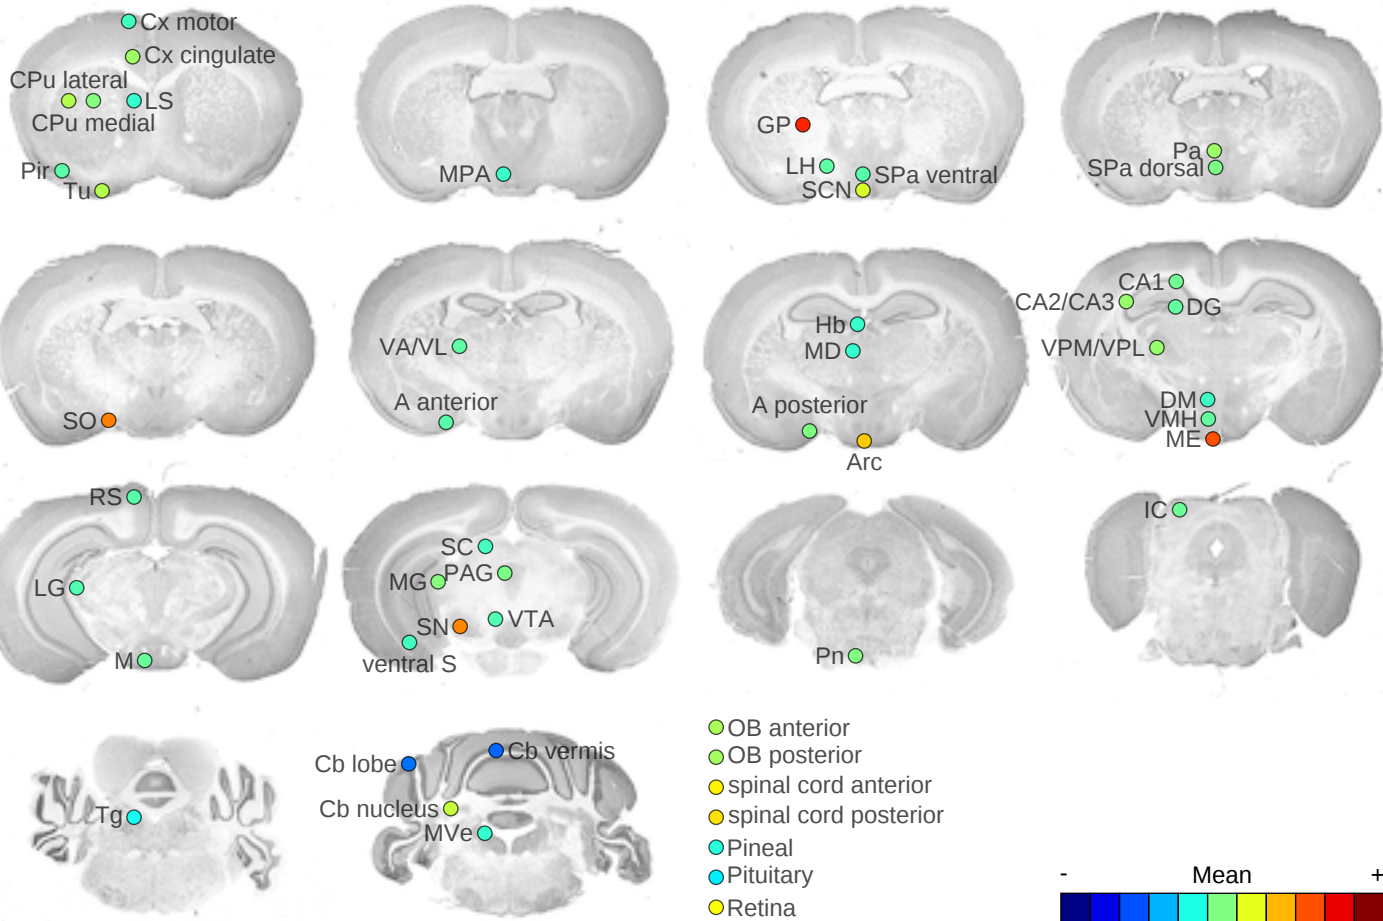 Cx motor
Cx cingulate
CPu lateral
LS
CPu medial
Pir
Tu
MPA
GP
LH
SPa ventral
SCN
Pa
SPa dorsal
SO
VA/VL
A anterior
Hb
MD
A posterior
Arc
CA1
CA2/CA3
DG
VPM/VPL
DM
VMH
ME
RS
LG
M
SC
MG
PAG
SN
VTA
ventral S
Pn
IC
Tg
Cb lobe
Cb vermis
Cb nucleus
MVe
OB anterior
OB posterior
spinal cord anterior
spinal cord posterior
Pineal
Pituitary
Retina
- Mean +